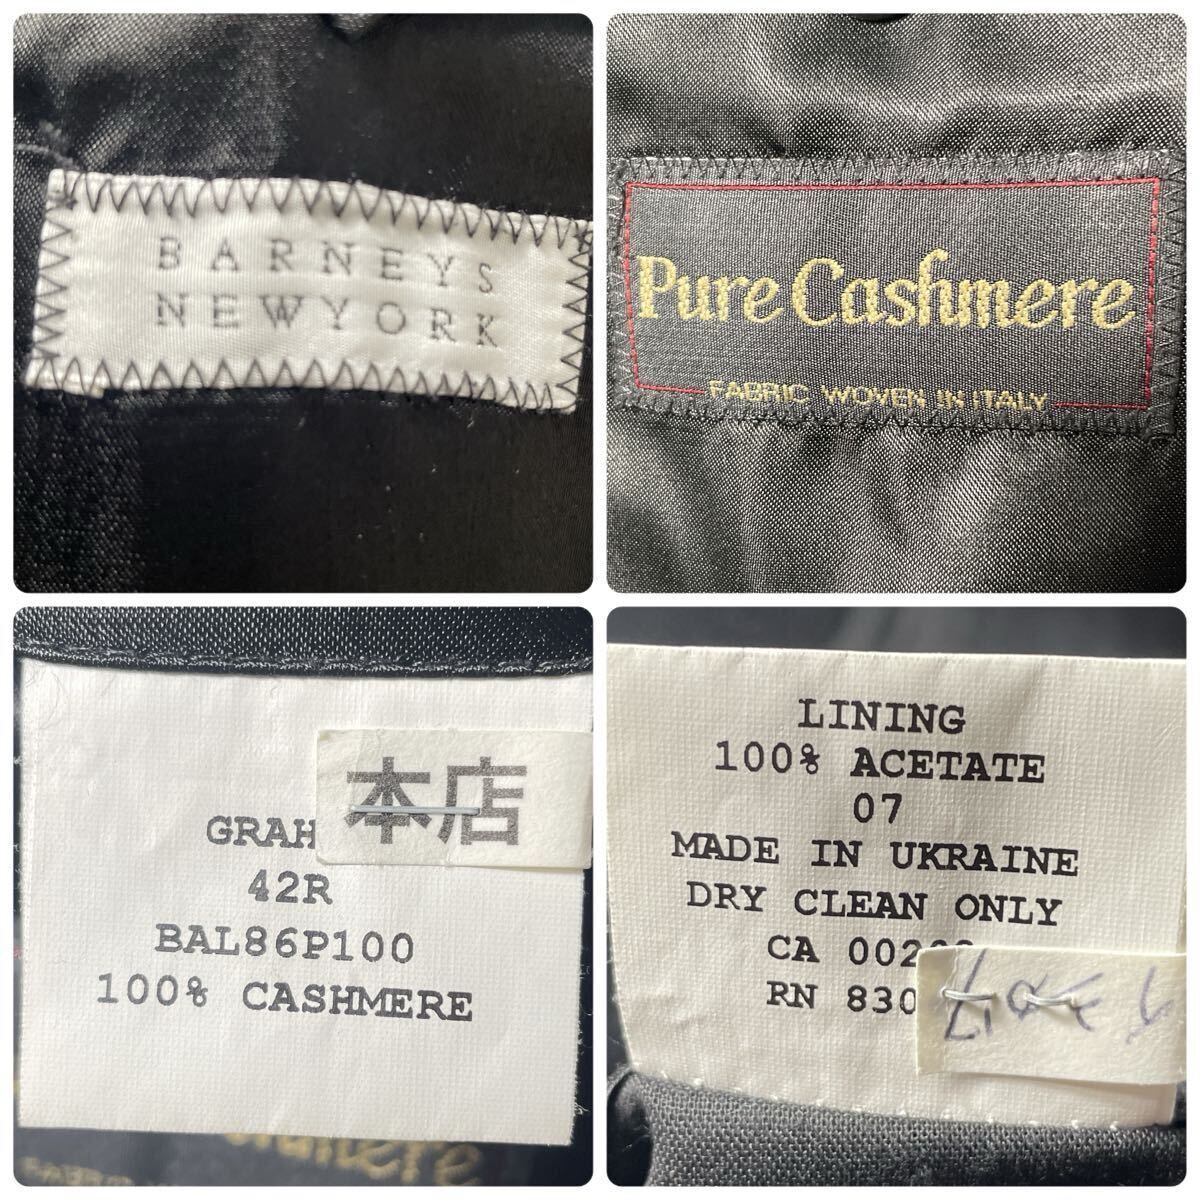 BARNEYS
NEWYORK
Pure Cashmere
FABRIC WOVEN IN ITALY
本店
GRAH
42R
BAL86P100
100% CASHMERE
LINING
100% ACETATE
07
MADE IN UKRAINE
DRY CLEAN ONLY
CA 002
RN 830